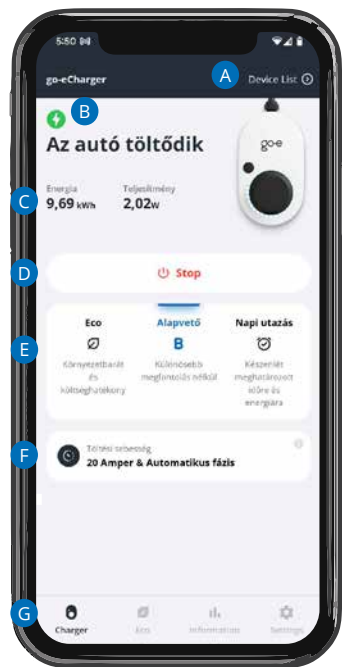 5:50
go-eCharger
A
Device List
B
Az autó töltődik
go-e
Energia
Teljesítmény
C
9,69 kWh
2,02w
D
Stop
E
Eco
Alapvető
Napi utazás
B
Környezetbarát
és
költséghatékony
Különösebb
megfontolás nélkül
Készenlét
meghatározott
időre és
energiára
F
Töltési sebesség
20 Amper & Automatikus fázis
G
Charger
Eco
Information
Settings